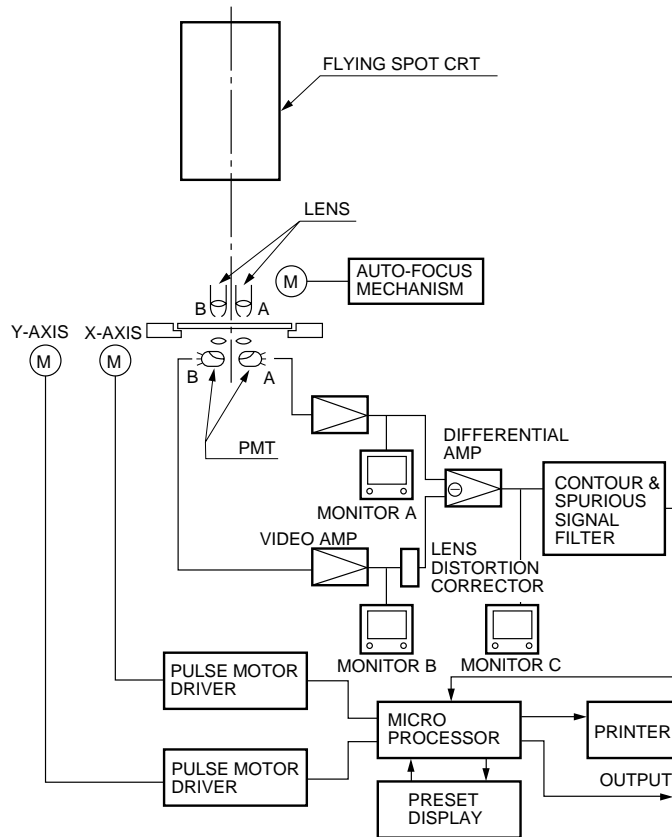 FLYING SPOT CRT
LENS
M
AUTO-FOCUS
MECHANISM
B
A
Y-AXIS
X-AXIS
M
M
B
A
PMT
DIFFERENTIAL
AMP
MONITOR A
CONTOUR &
SPURIOUS
SIGNAL
FILTER
VIDEO AMP
LENS
DISTORTION
CORRECTOR
MONITOR B
MONITOR C
PULSE MOTOR
DRIVER
MICRO
PROCESSOR
PRINTER
PULSE MOTOR
DRIVER
OUTPUT
PRESET
DISPLAY